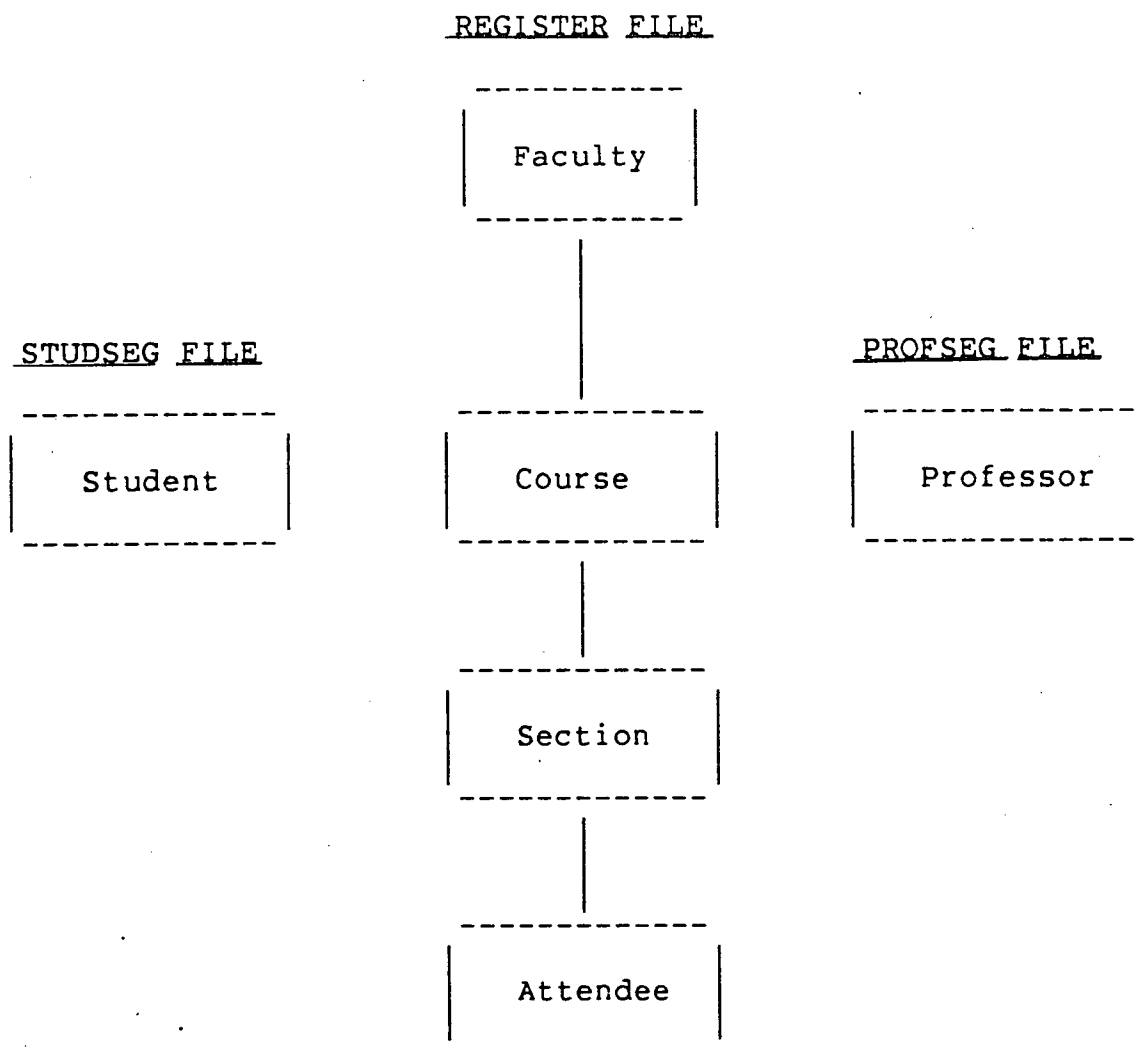 REGISTER FILE
Faculty
STUDSEG FILE
PROFSEG FILE
Student
Course
Professor
Section
Attendee